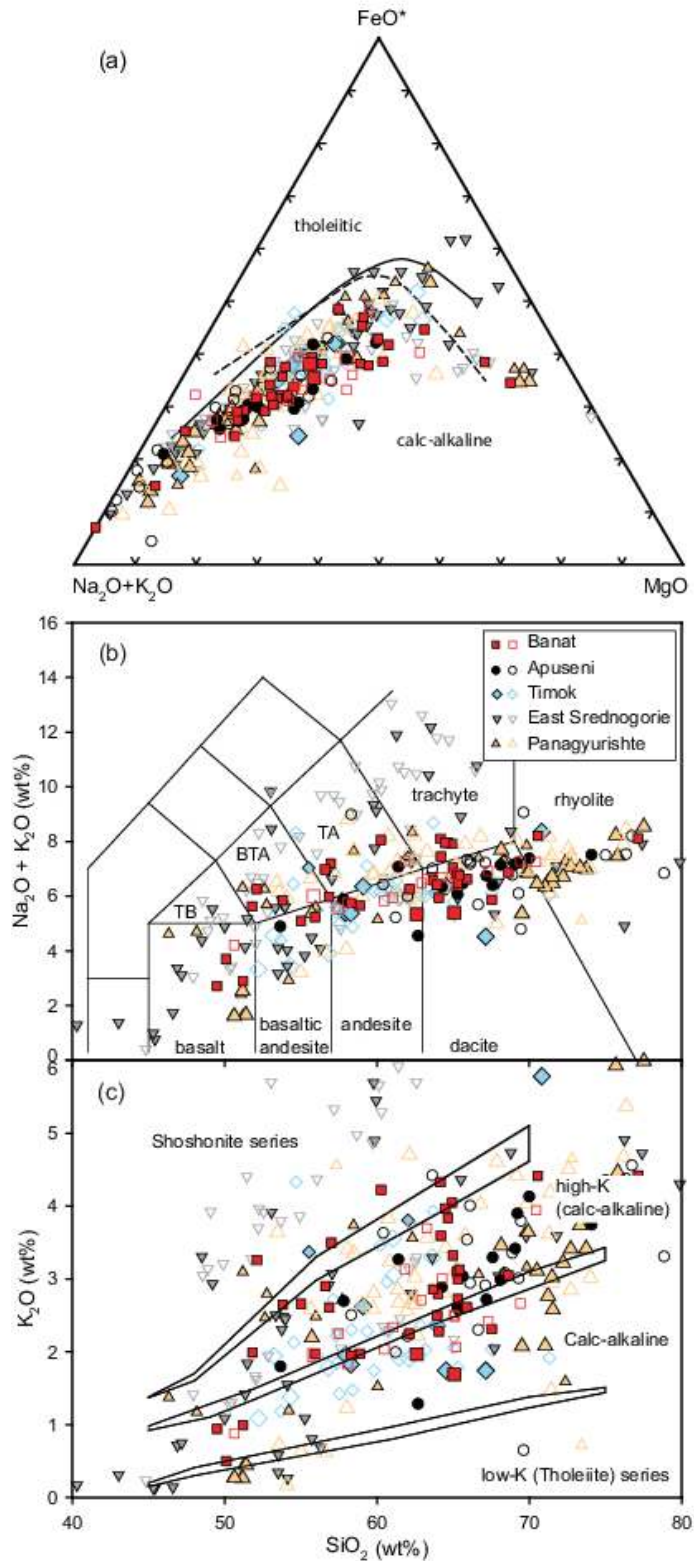 FeO*
(a)
tholeiitic
calc-alkaline
Na₂O+K₂O
MgO
16
(b)
14
12
10
8
6
4
2
0
Na₂O + K₂O (wt%)
Banat
Apuseni
Timok
East Srednogorie
Panagyurishte
trachyte
rhyolite
TA
BTA
TB
basalt
basaltic
andesite
andesite
dacite
6
(c)
5
4
3
2
1
0
K₂O (wt%)
Shoshonite series
high-K
(calc-alkaline)
Calc-alkaline
low-K (Tholeiite) series
40
50
60
70
80
SiO₂ (wt%)